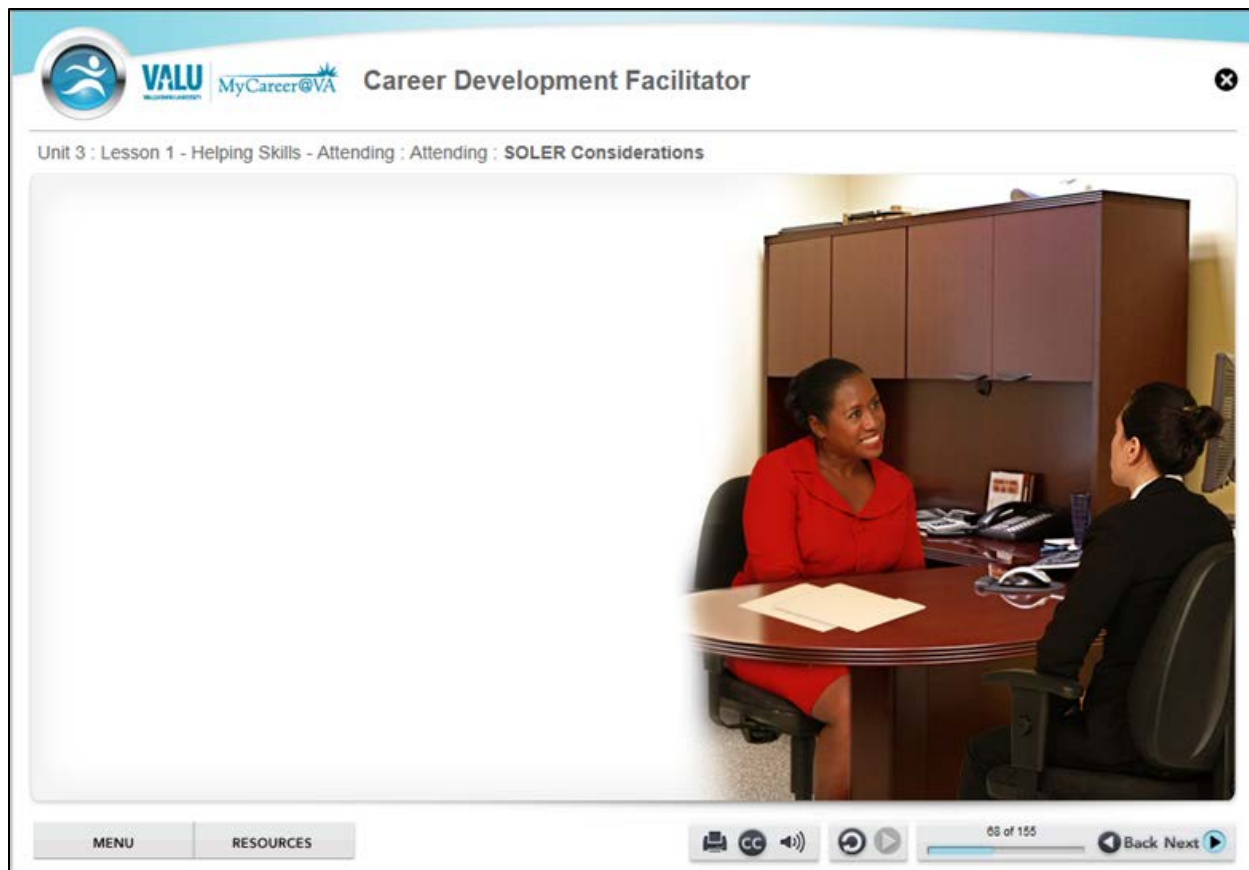 VALU MyCareer@VA Career Development Facilitator
Unit 3 : Lesson 1 - Helping Skills - Attending : Attending : SOLER Considerations
MENU RESOURCES CC 68 of 155 Back Next